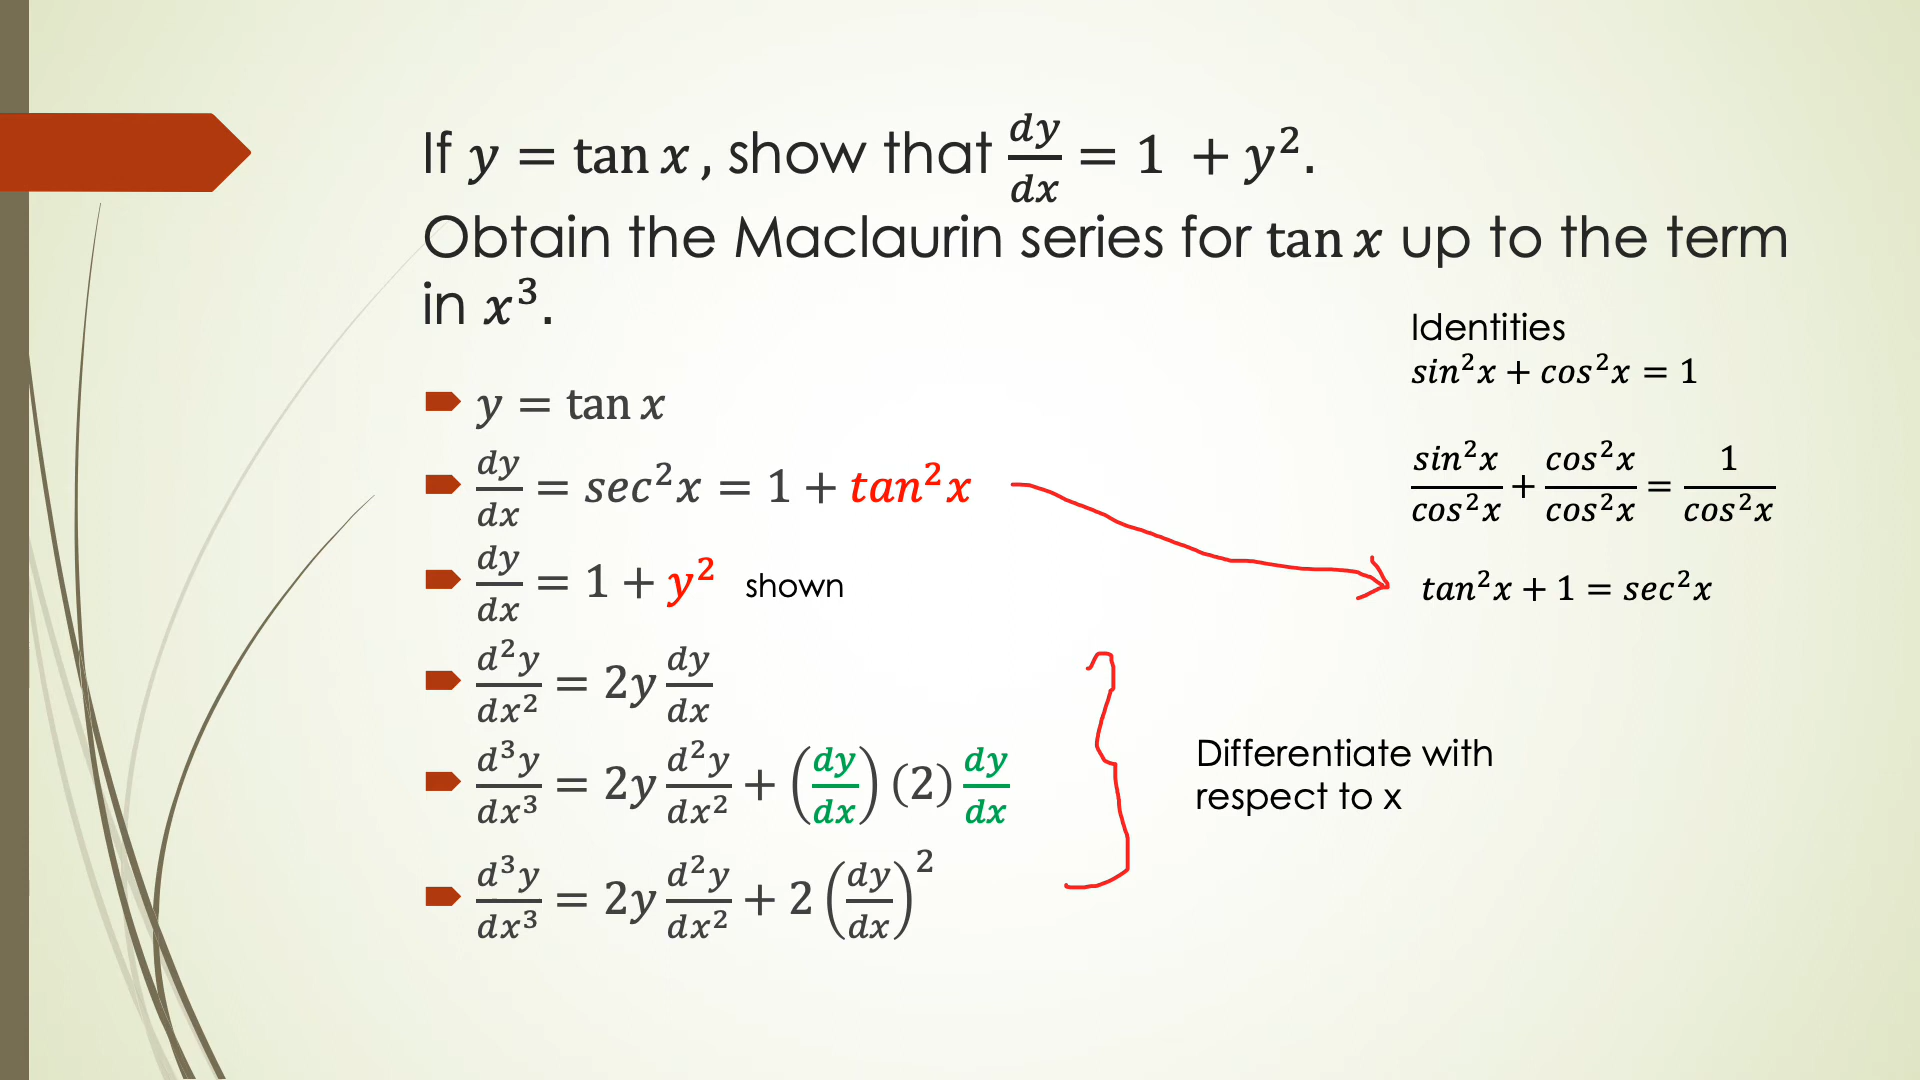 If y = tan x , show that dy/dx = 1 + y².
Obtain the Maclaurin series for tan x up to the term
in x³.
y = tan x
dy/dx = sec²x = 1 + tan²x
dy/dx = 1 + y² shown
d²y/dx² = 2y dy/dx
d³y/dx³ = 2y d²y/dx² + (dy/dx) (2) dy/dx
d³y/dx³ = 2y d²y/dx² + 2 (dy/dx)²
Identities
sin²x + cos²x = 1
sin²x/cos²x + cos²x/cos²x = 1/cos²x
tan²x + 1 = sec²x
Differentiate with
respect to x